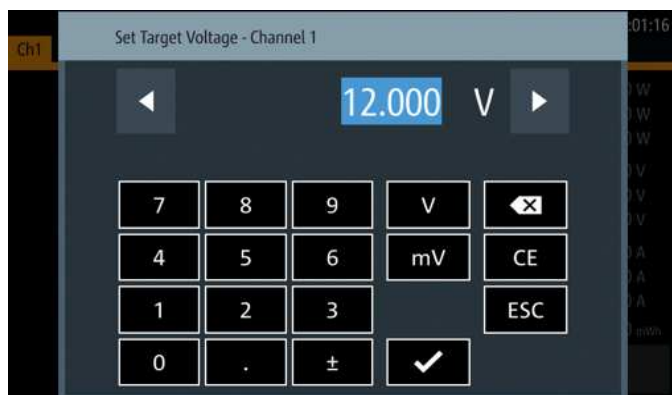 Set Target Voltage - Channel 1
:01:16
Ch1
12.000 V
W
W
W
7 8 9 V
V
4 5 6 mV CE
V
V
1 2 3 ESC
A
A
A
mWh
0 . ±